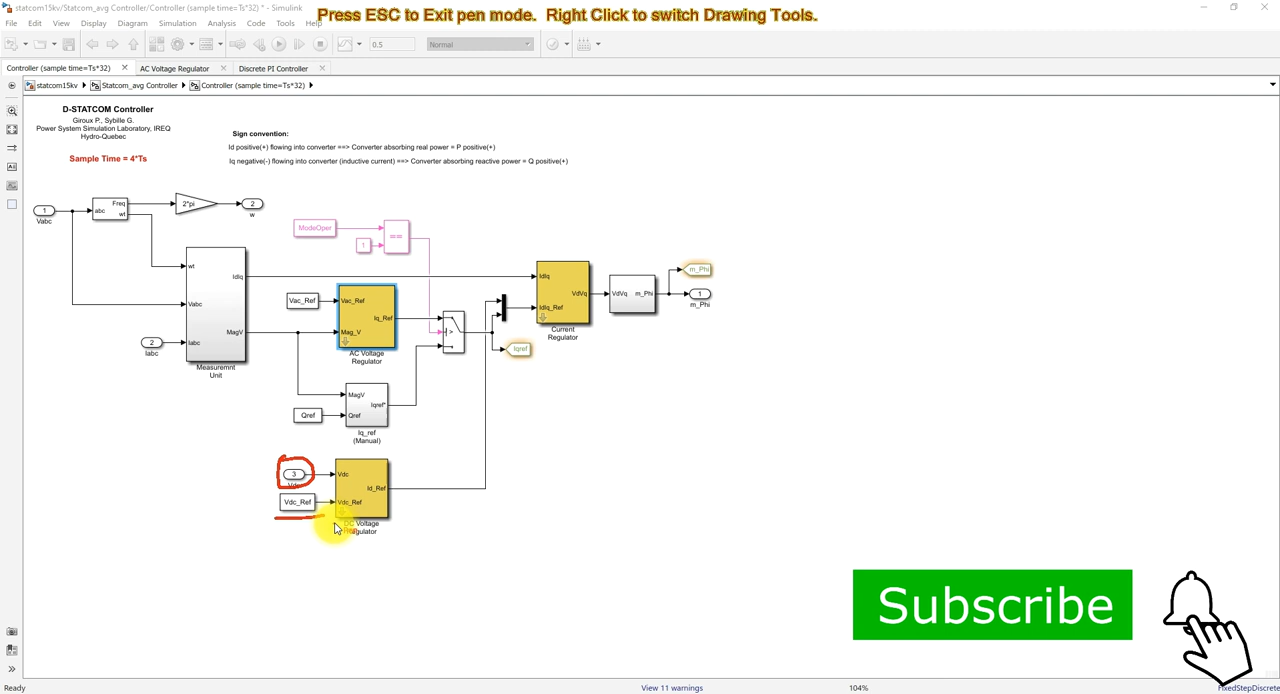 statcom15kv/Statcom_avg Controller/Controller (sample time=Ts*32) * - Simulink
Press ESC to Exit pen mode. Right Click to switch Drawing Tools.
File Edit View Display Diagram Simulation Analysis Code Tools Help
0.5 Normal
Controller (sample time=Ts*32) AC Voltage Regulator Discrete PI Controller
statcom15kv Statcom_avg Controller Controller (sample time=Ts*32)
D-STATCOM Controller
Giroux P., Sybille G.
Power System Simulation Laboratory, IREQ
Hydro-Quebec
Sample Time = 4*Ts
Sign convention:
Id positive(+) flowing into converter ==> Converter absorbing real power = P positive(+)
Iq negative(-) flowing into converter (inductive current) ==> Converter absorbing reactive power = Q positive(+)
1
Vabc
abc
Freq
wt
2*pi
2
w
ModeOper
1
==
wt
Vabc
Iabc
IdIq
MagV
Measuremnt
Unit
2
Iabc
Vac_Ref
Vac_Ref
Mag_V
Iq_Ref
AC Voltage
Regulator
>
Iqref
IdIq
IdIq_Ref
VdVq
Current
Regulator
VdVq m_Phi
m_Phi
1
m_Phi
Qref
MagV
Qref
Iqref*
Iq_ref
(Manual)
3
Vdc_Ref
Vdc
Vdc_Ref
Id_Ref
DC Voltage
Regulator
Subscribe
Ready View 11 warnings 104% FixedStepDiscrete